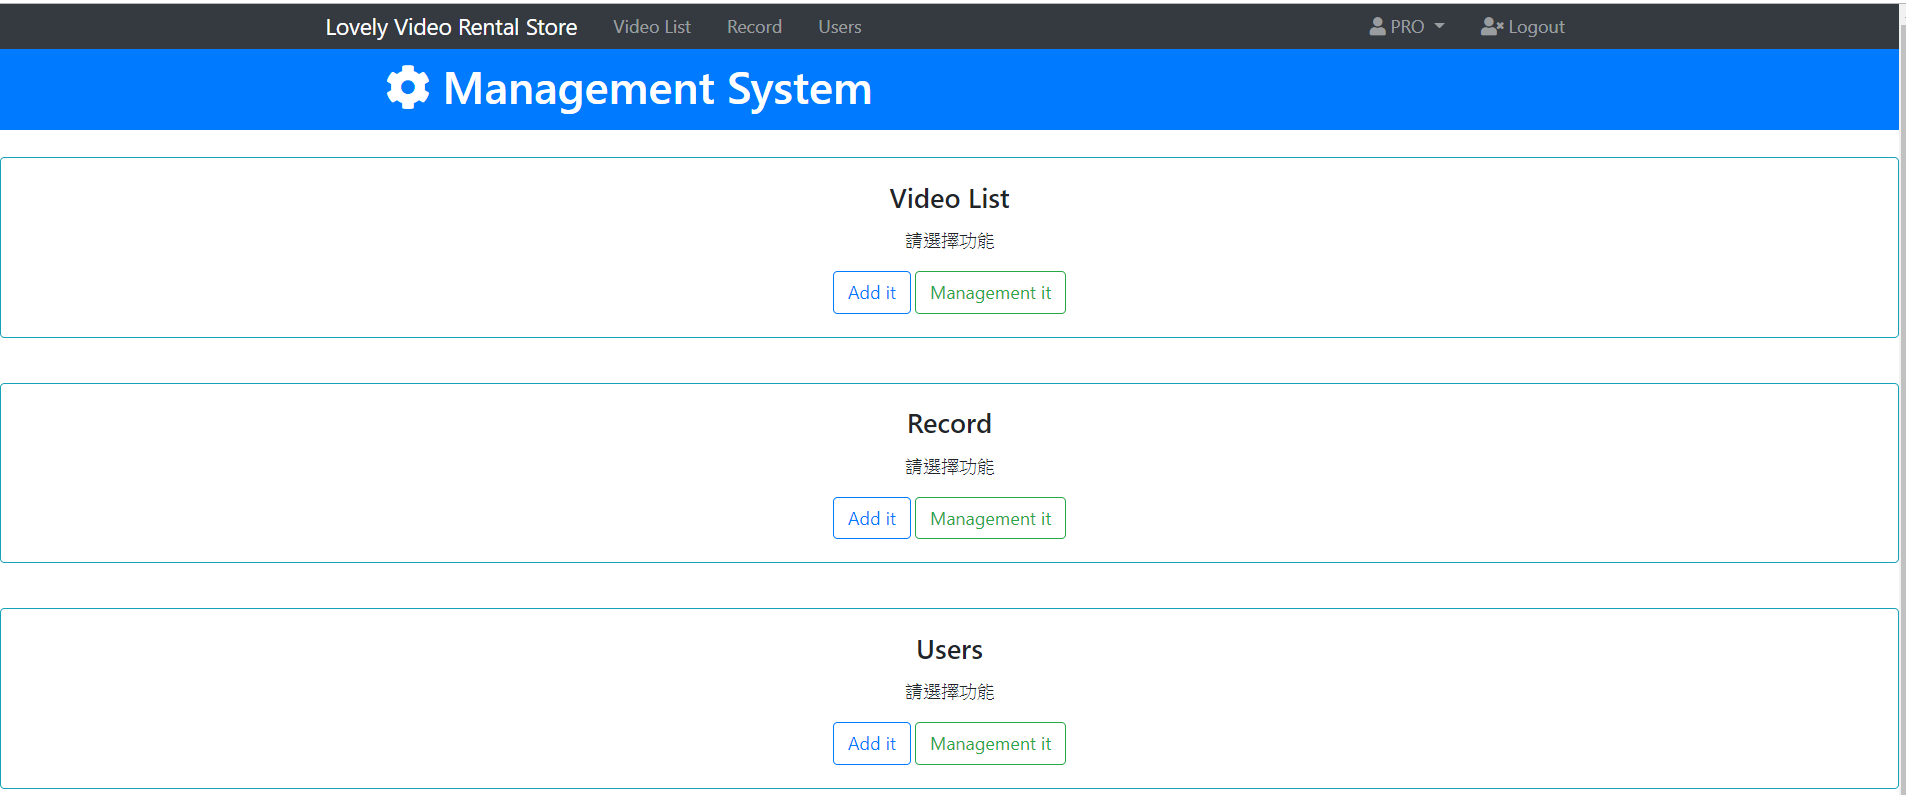 Lovely Video Rental Store Video List Record Users PRO Logout
Management System
Video List
請選擇功能
Add it Management it
Record
請選擇功能
Add it Management it
Users
請選擇功能
Add it Management it